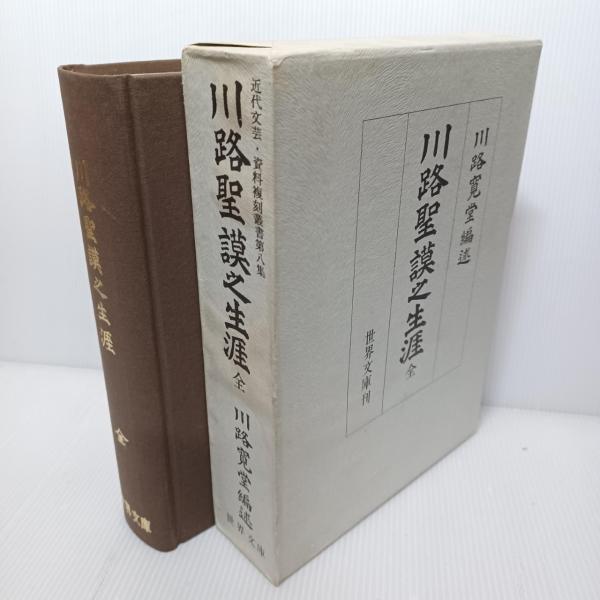 川路寛堂編述
川路聖謨之生涯 全
世界文庫刊
近代文芸・資料複刻叢書第八集
川路聖謨之生涯 全
川路寛堂編述
世界文庫
川路聖謨之生涯
全
界文庫